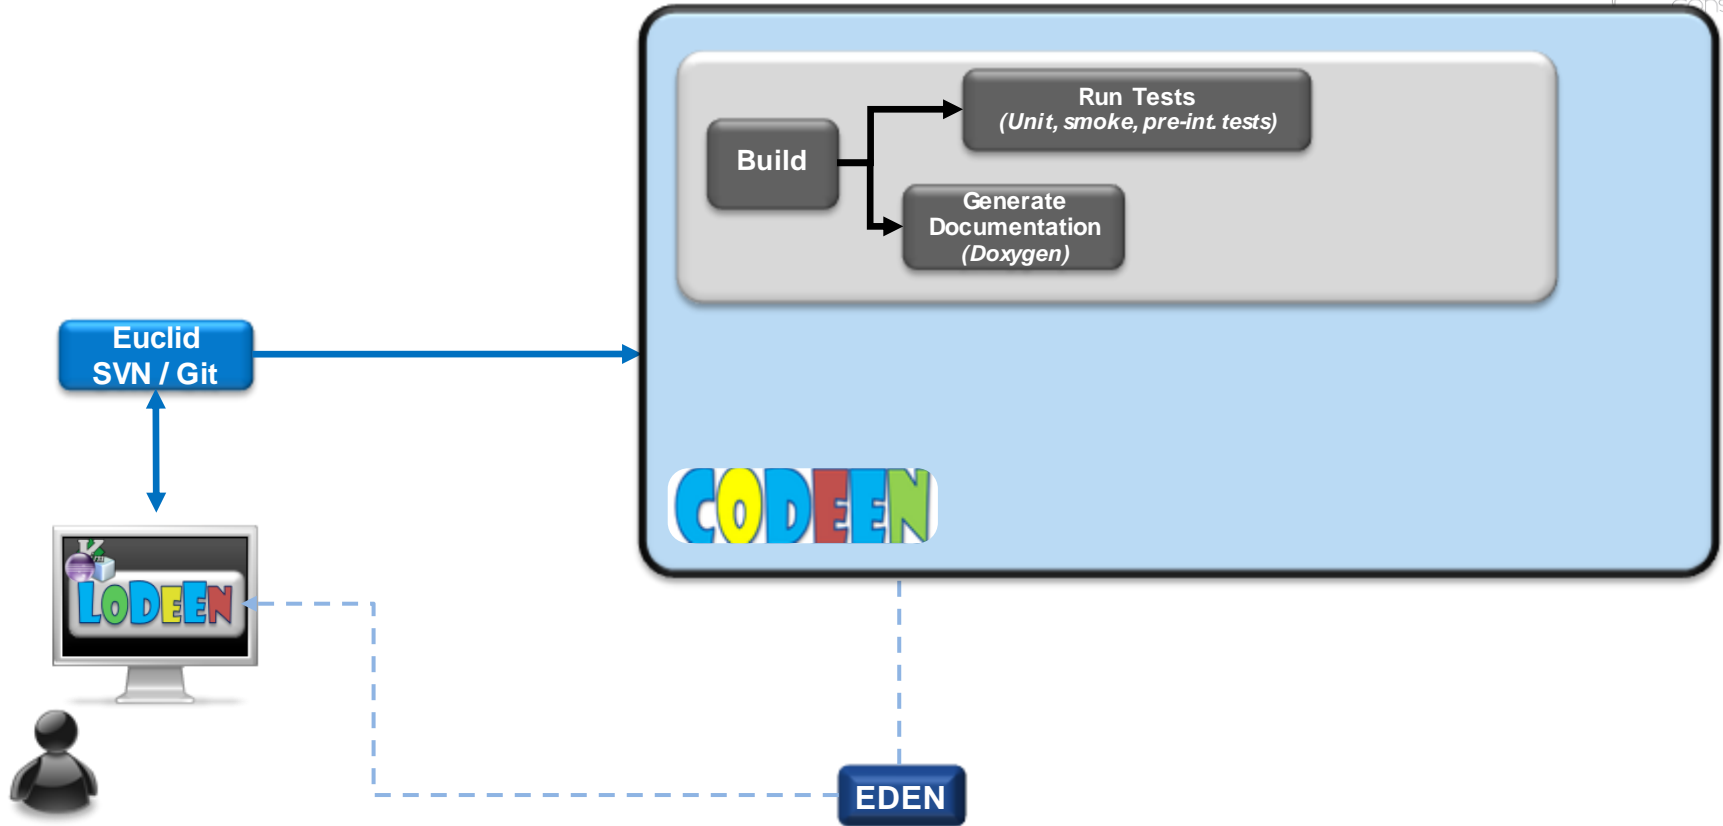 Run Tests
(Unit, smoke, pre-int. tests)
Build
Generate
Documentation
(Doxygen)
Euclid
SVN / Git
CODEEN
LODEEN
EDEN